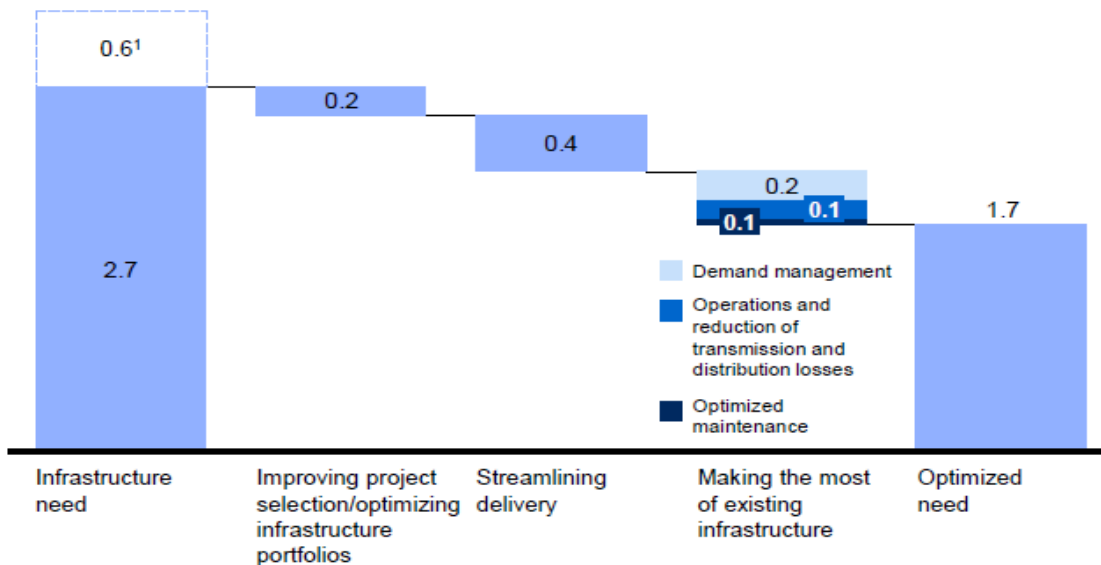 0.6¹
0.2
0.4
0.2
0.1
0.1
1.7
2.7
Demand management
Operations and
reduction of
transmission and
distribution losses
Optimized
maintenance
Infrastructure
need
Improving project
selection/optimizing
infrastructure
portfolios
Streamlining
delivery
Making the most
of existing
infrastructure
Optimized
need